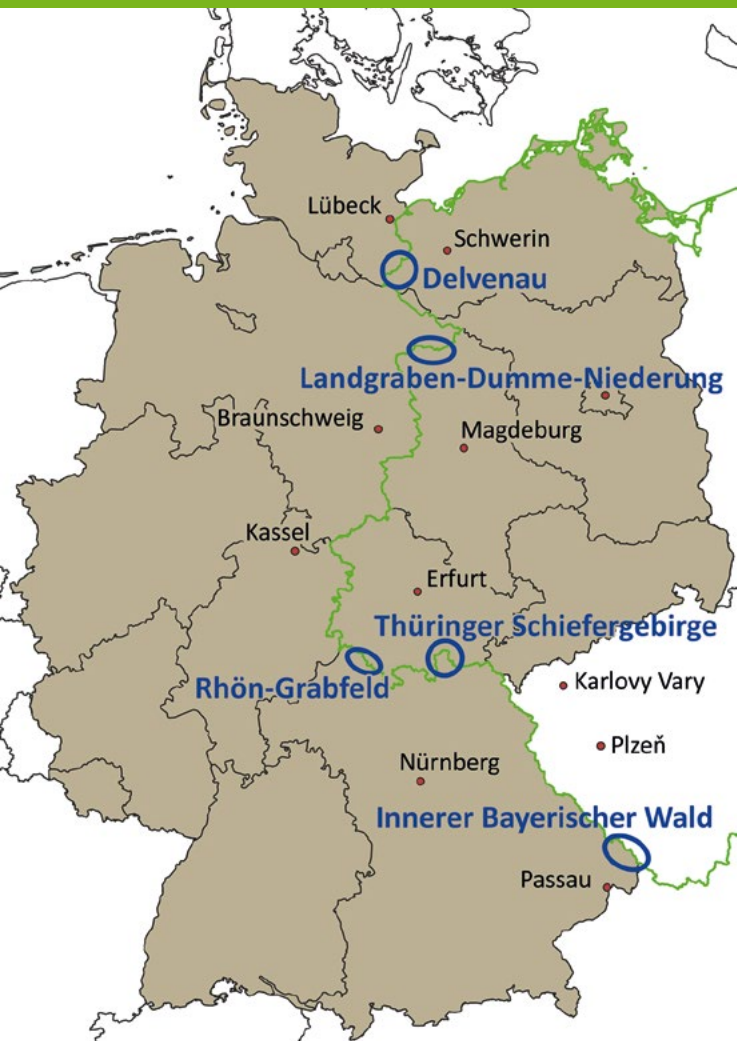 Lübeck
Schwerin
Delvenau
Landgraben-Dumme-Niederung
Braunschweig
Magdeburg
Kassel
Erfurt
Thüringer Schiefergebirge
Karlovy Vary
Rhön-Grabfeld
Plzeň
Nürnberg
Innerer Bayerischer Wald
Passau